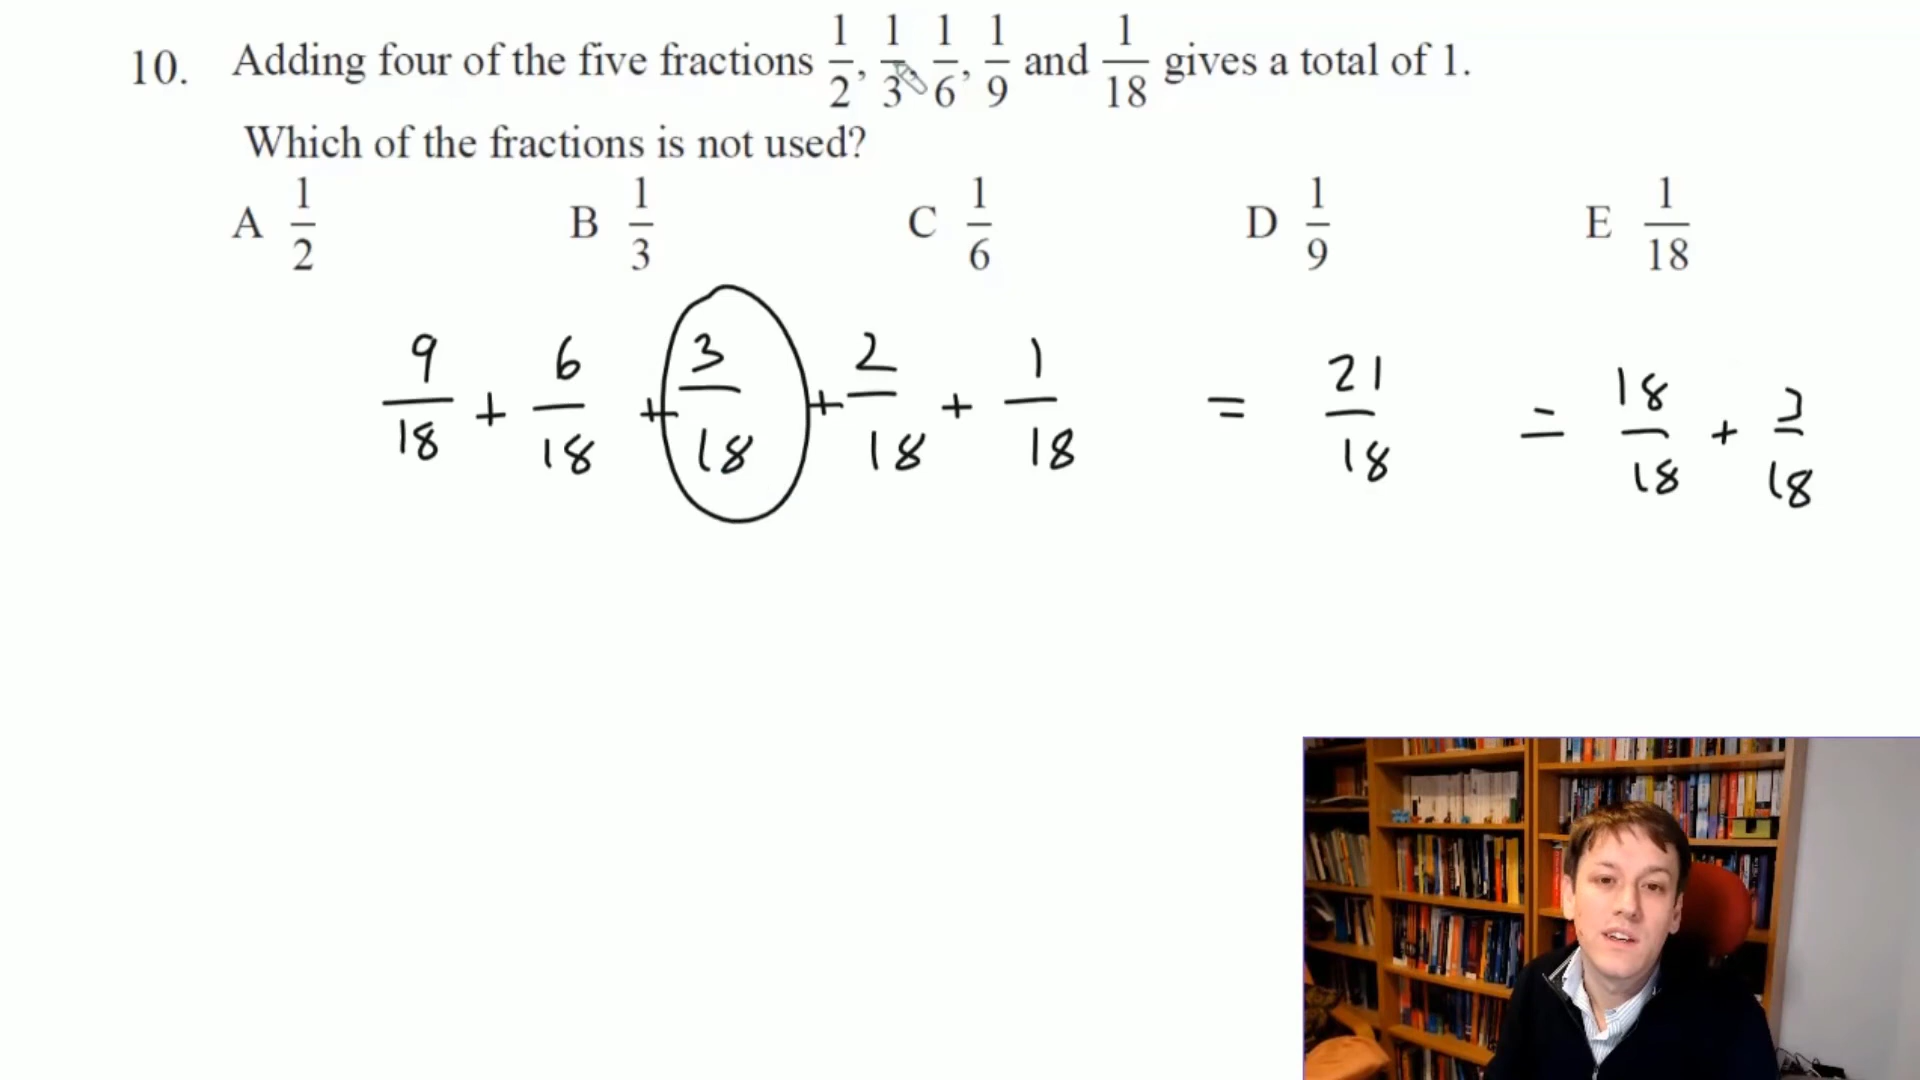 10. Adding four of the five fractions 1/2, 1/3, 1/6, 1/9 and 1/18 gives a total of 1.
Which of the fractions is not used?
A 1/2 B 1/3 C 1/6 D 1/9 E 1/18
9/18 + 6/18 + 3/18 + 2/18 + 1/18 = 21/18 = 18/18 + 3/18